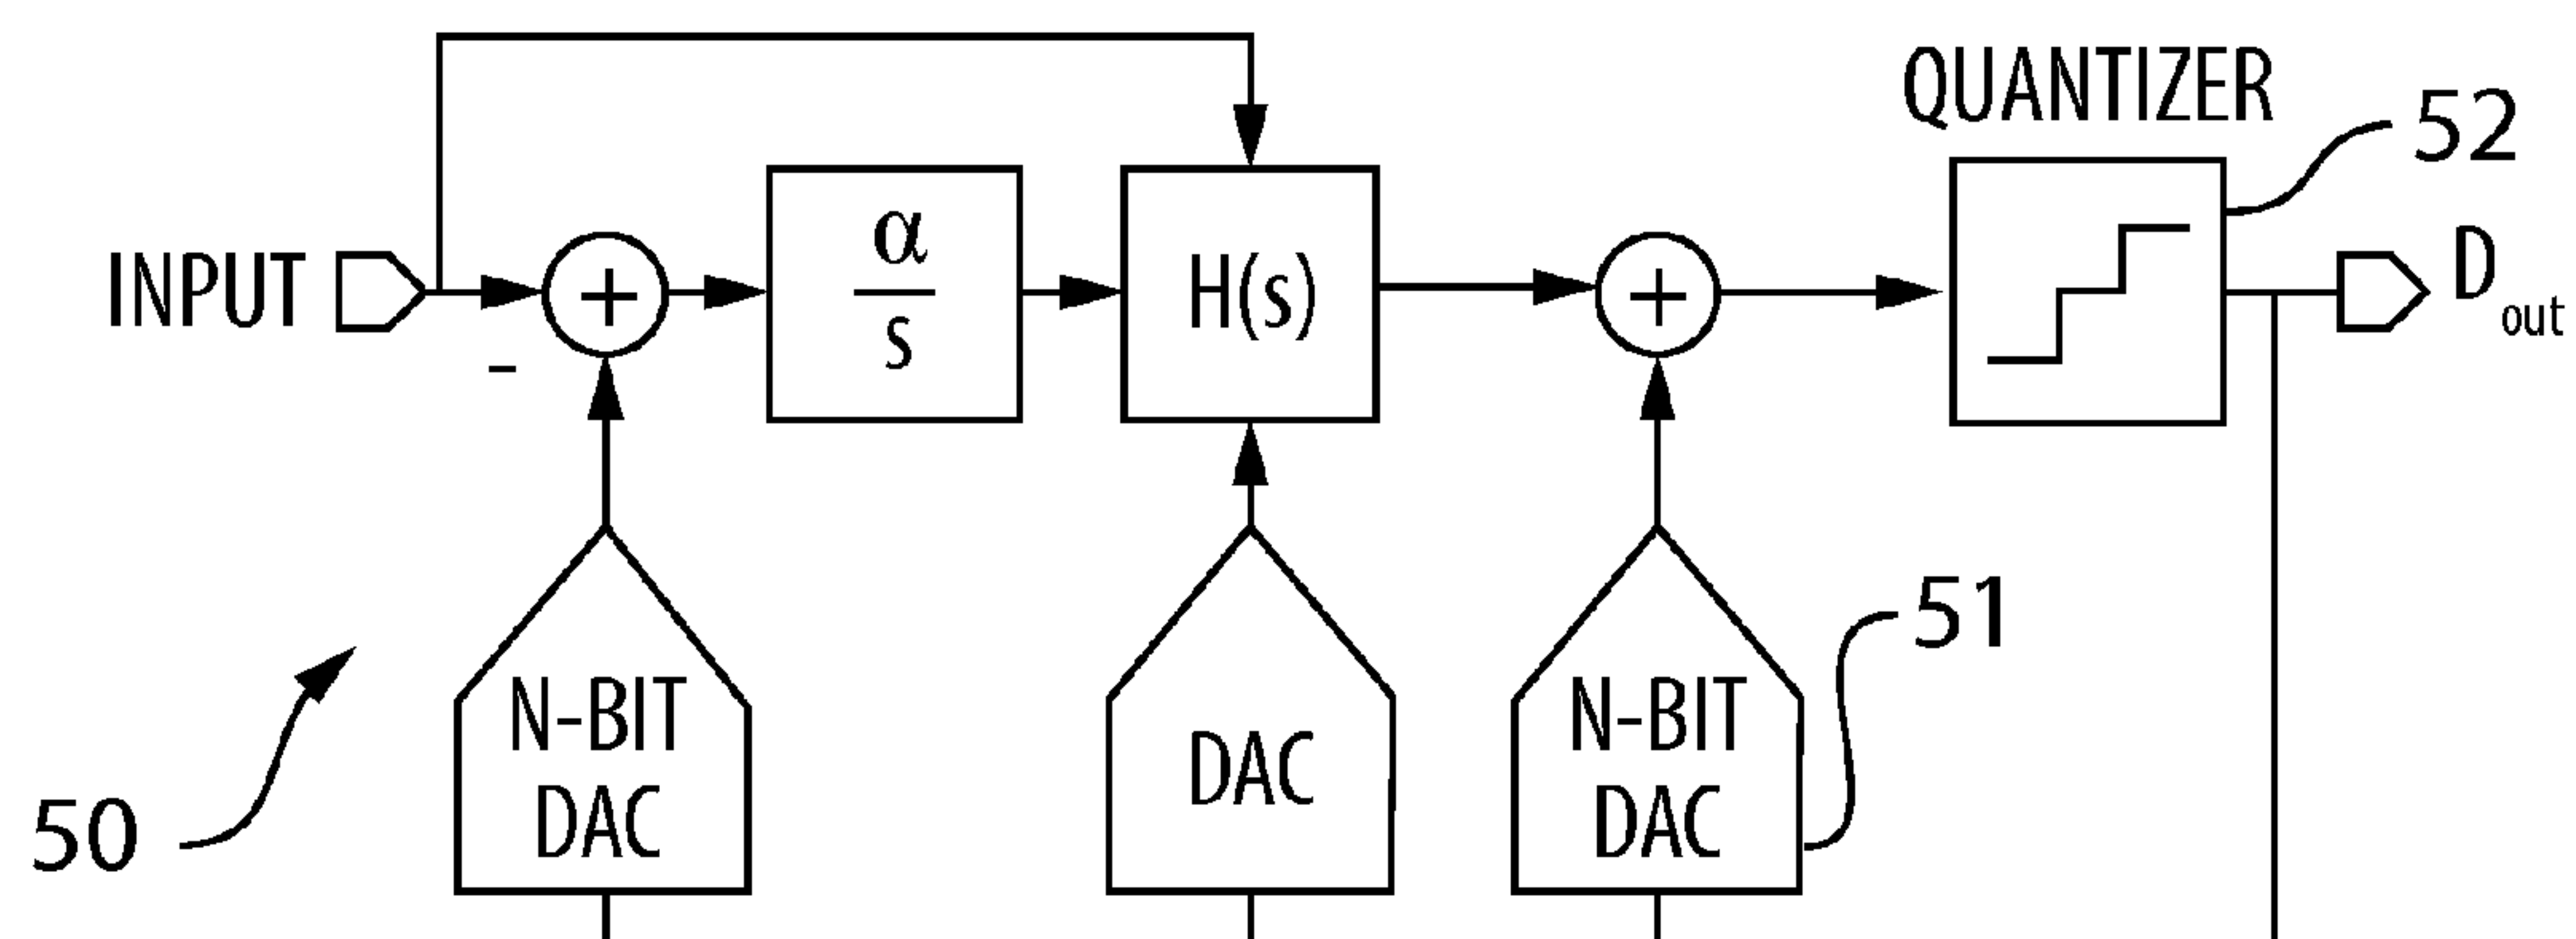 QUANTIZER
52
INPUT
-
+
α
s
H(s)
+
D out
51
50
N-BIT
DAC
DAC
N-BIT
DAC